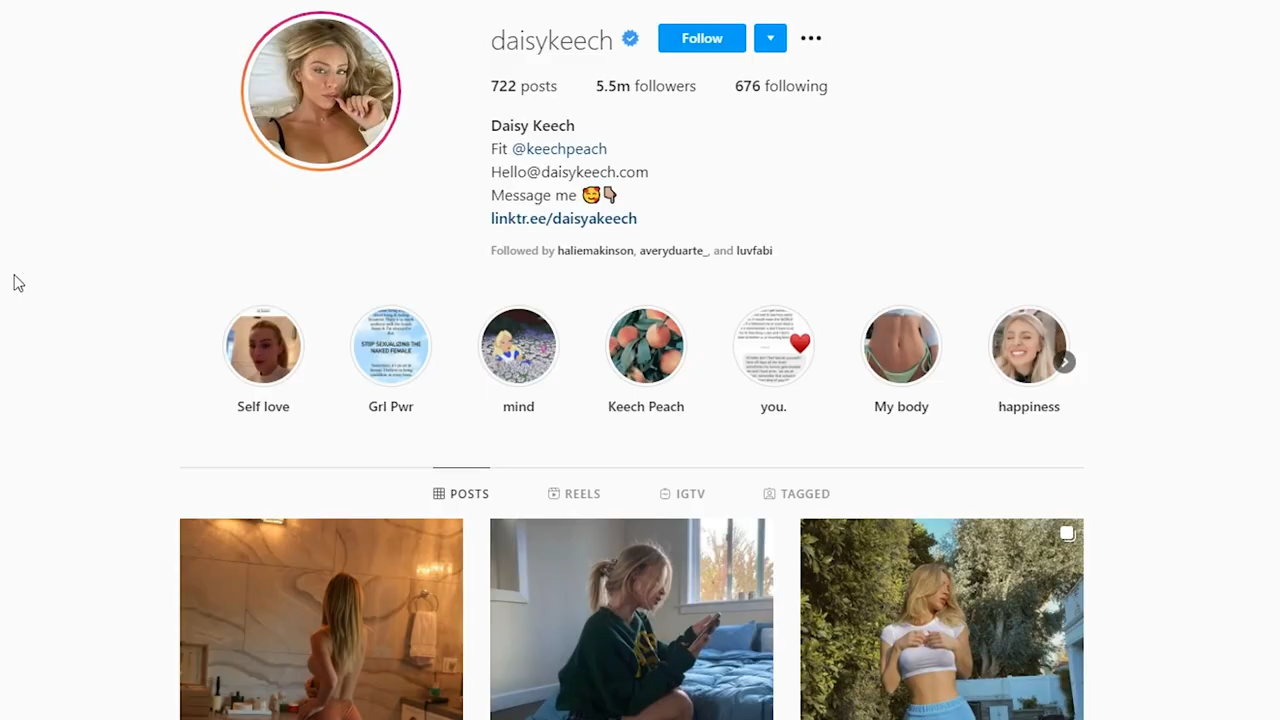 daisykeech Follow
722 posts 5.5m followers 676 following
Daisy Keech
Fit @keechpeach
Hello@daisykeech.com
Message me 🥰👇🏽
linktr.ee/daisyakeech
Followed by haliemakinson, averyduarte_, and luvfabi
STOP SEXUALIZING THE
NAKED FEMALE
Self love Grl Pwr mind Keech Peach you. My body happiness
POSTS REELS IGTV TAGGED